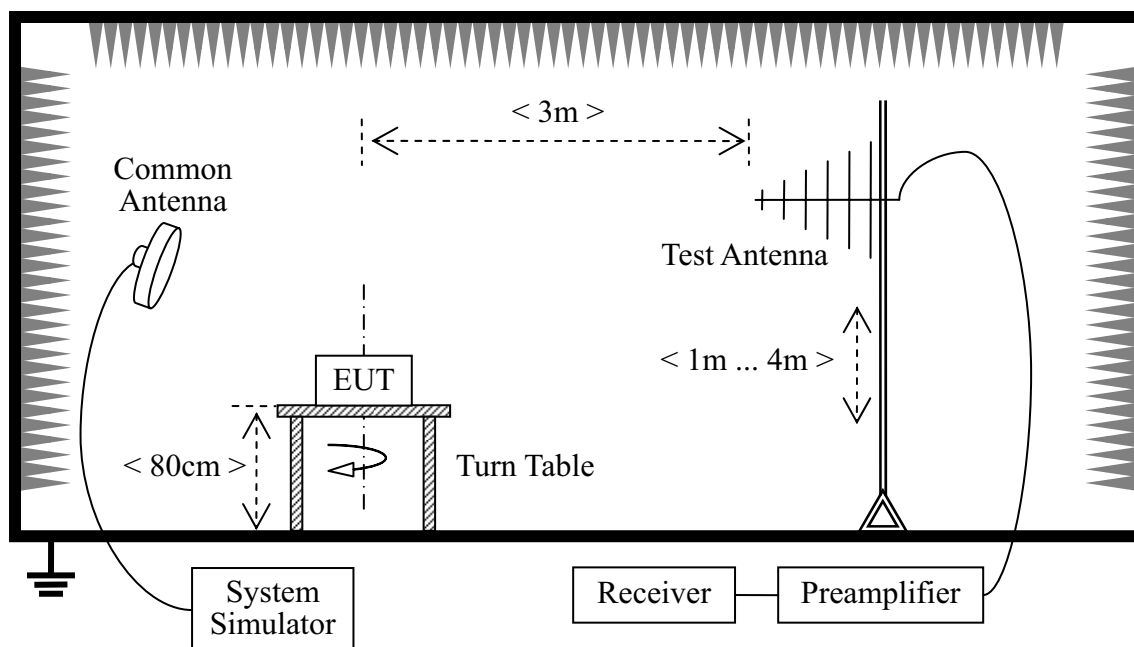 < 3m >
Common
Antenna
Test Antenna
< 1m ... 4m >
EUT
< 80cm >
Turn Table
System
Simulator
Receiver
Preamplifier